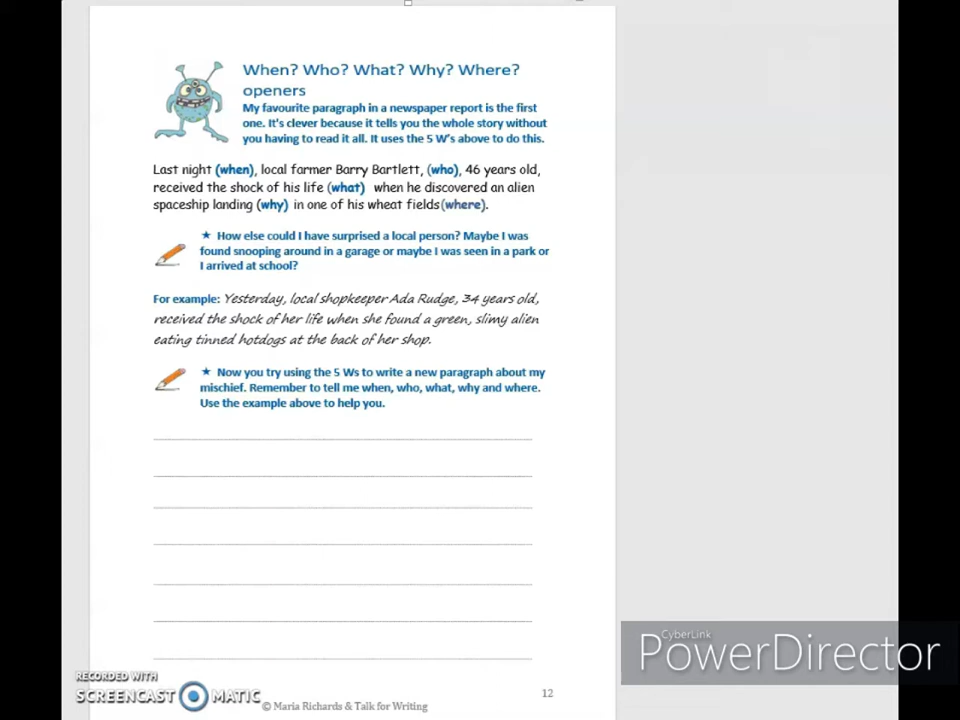 When? Who? What? Why? Where?
openers
My favourite paragraph in a newspaper report is the first
one. It's clever because it tells you the whole story without
you having to read it all. It uses the 5 W's above to do this.
Last night (when), local farmer Barry Bartlett, (who), 46 years old,
received the shock of his life (what) when he discovered an alien
spaceship landing (why) in one of his wheat fields(where).
★ How else could I have surprised a local person? Maybe I was
found snooping around in a garage or maybe I was seen in a park or
I arrived at school?
For example: Yesterday, local shopkeeper Ada Rudge, 34 years old,
received the shock of her life when she found a green, slimy alien
eating tinned hotdogs at the back of her shop.
★ Now you try using the 5 Ws to write a new paragraph about my
mischief. Remember to tell me when, who, what, why and where.
Use the example above to help you.
12
© Maria Richards & Talk for Writing
RECORDED WITH
SCREENCAST MATIC
CyberLink
PowerDirector